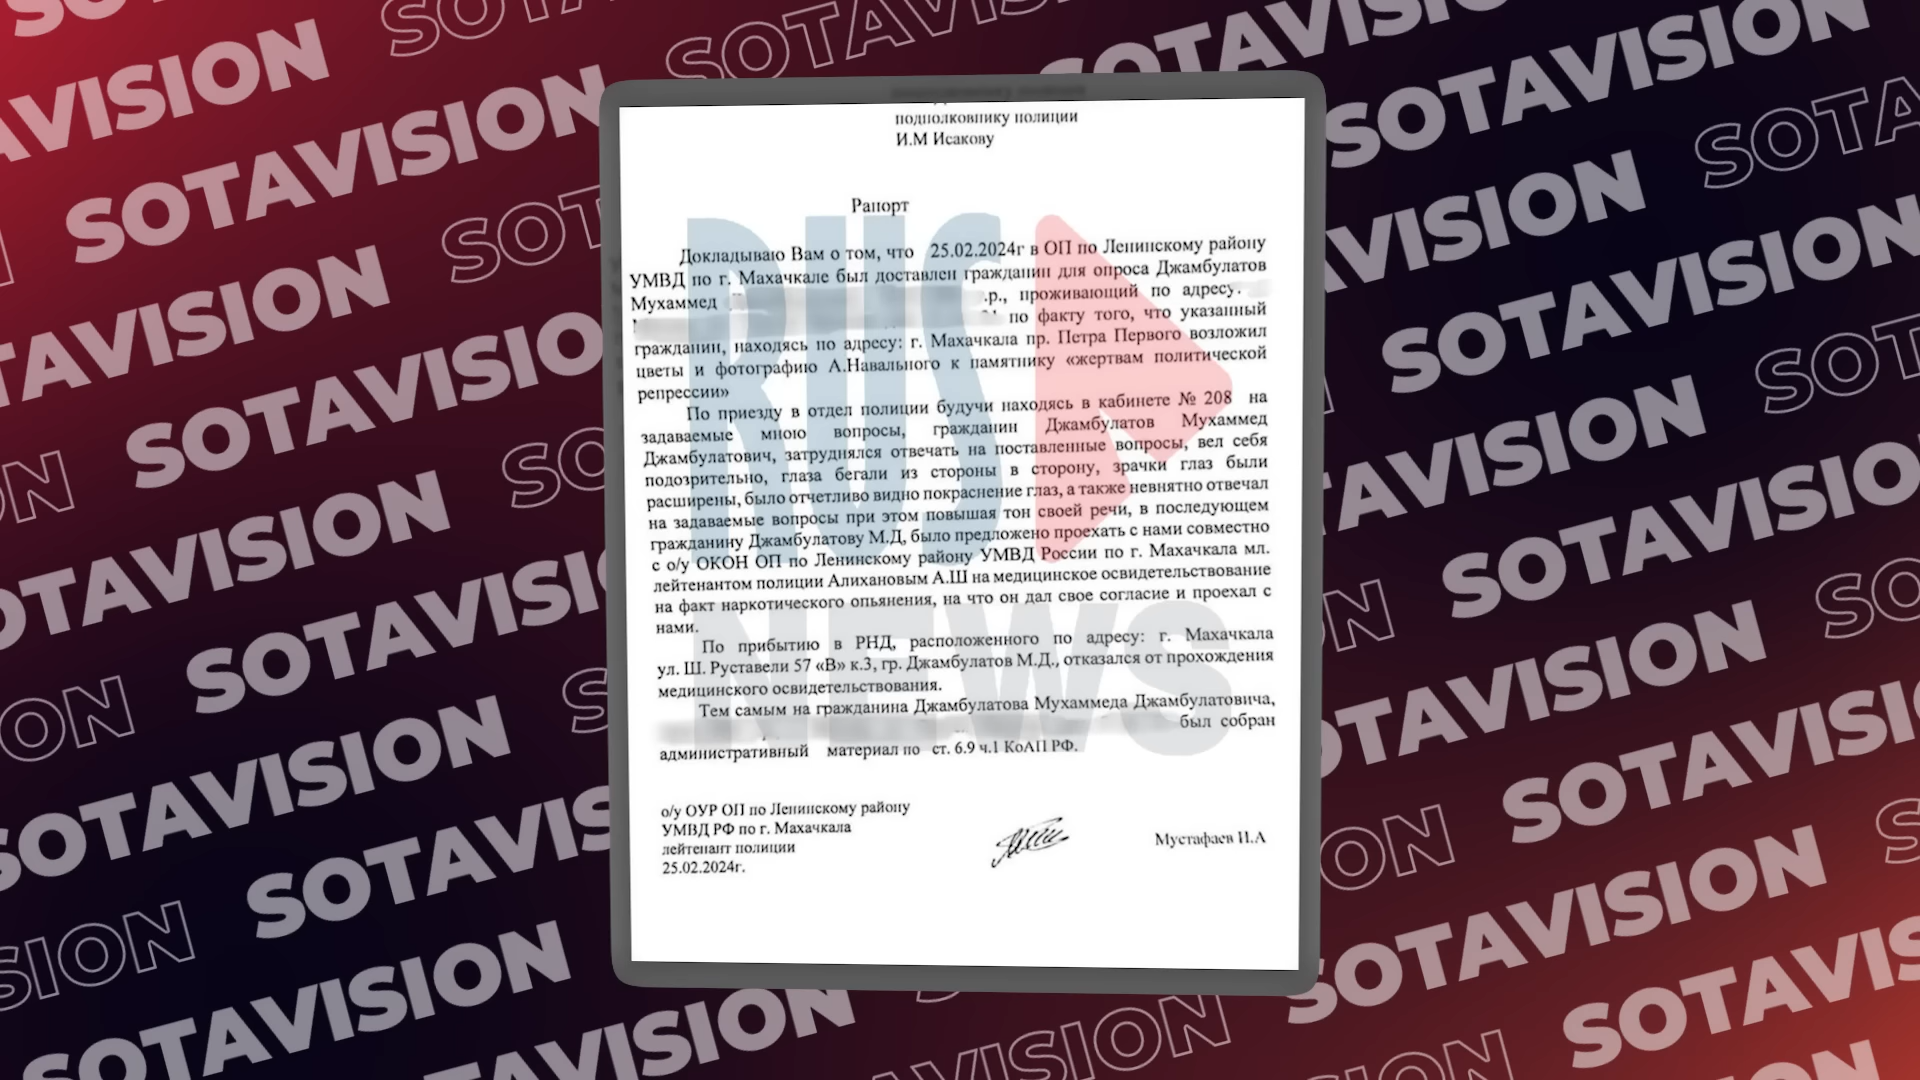 подполковнику полиции
И.М Исакову
Рапорт
Докладываю Вам о том, что 25.02.2024г в ОП по Ленинскому району
УМВД по г. Махачкале был доставлен гражданин для опроса Джамбулатов
Мухаммед .р., проживающий по адресу.
по факту того, что указанный
гражданин, находясь по адресу: г. Махачкала пр. Петра Первого возложил
цветы и фотографию А.Навального к памятнику «жертвам политической
репрессии»
По приезду в отдел полиции будучи находясь в кабинете № 208 на
задаваемые мною вопросы, гражданин Джамбулатов Мухаммед
Джамбулатович, затруднялся отвечать на поставленные вопросы, вел себя
подозрительно, глаза бегали из стороны в сторону, зрачки глаз были
расширены, было отчетливо видно покраснение глаз, а также невнятно отвечал
на задаваемые вопросы при этом повышая тон своей речи, в последующем
гражданину Джамбулатову М.Д, было предложено проехать с нами совместно
с о/у ОКОН ОП по Ленинскому району УМВД России по г. Махачкала мл.
лейтенантом полиции Алихановым А.Ш на медицинское освидетельствование
на факт наркотического опьянения, на что он дал свое согласие и проехал с
нами.
По прибытию в РНД, расположенного по адресу: г. Махачкала
ул. Ш. Руставели 57 «В» к.3, гр. Джамбулатов М.Д., отказался от прохождения
медицинского освидетельствования.
Тем самым на гражданина Джамбулатова Мухаммеда Джамбулатовича,
был собран
административный материал по ст. 6.9 ч.1 КоАП РФ.
о/у ОУР ОП по Ленинскому району
УМВД РФ по г. Махачкала
лейтенант полиции
25.02.2024г.
Мустафаев И.А
RUS
NEWS
SOTAVISION